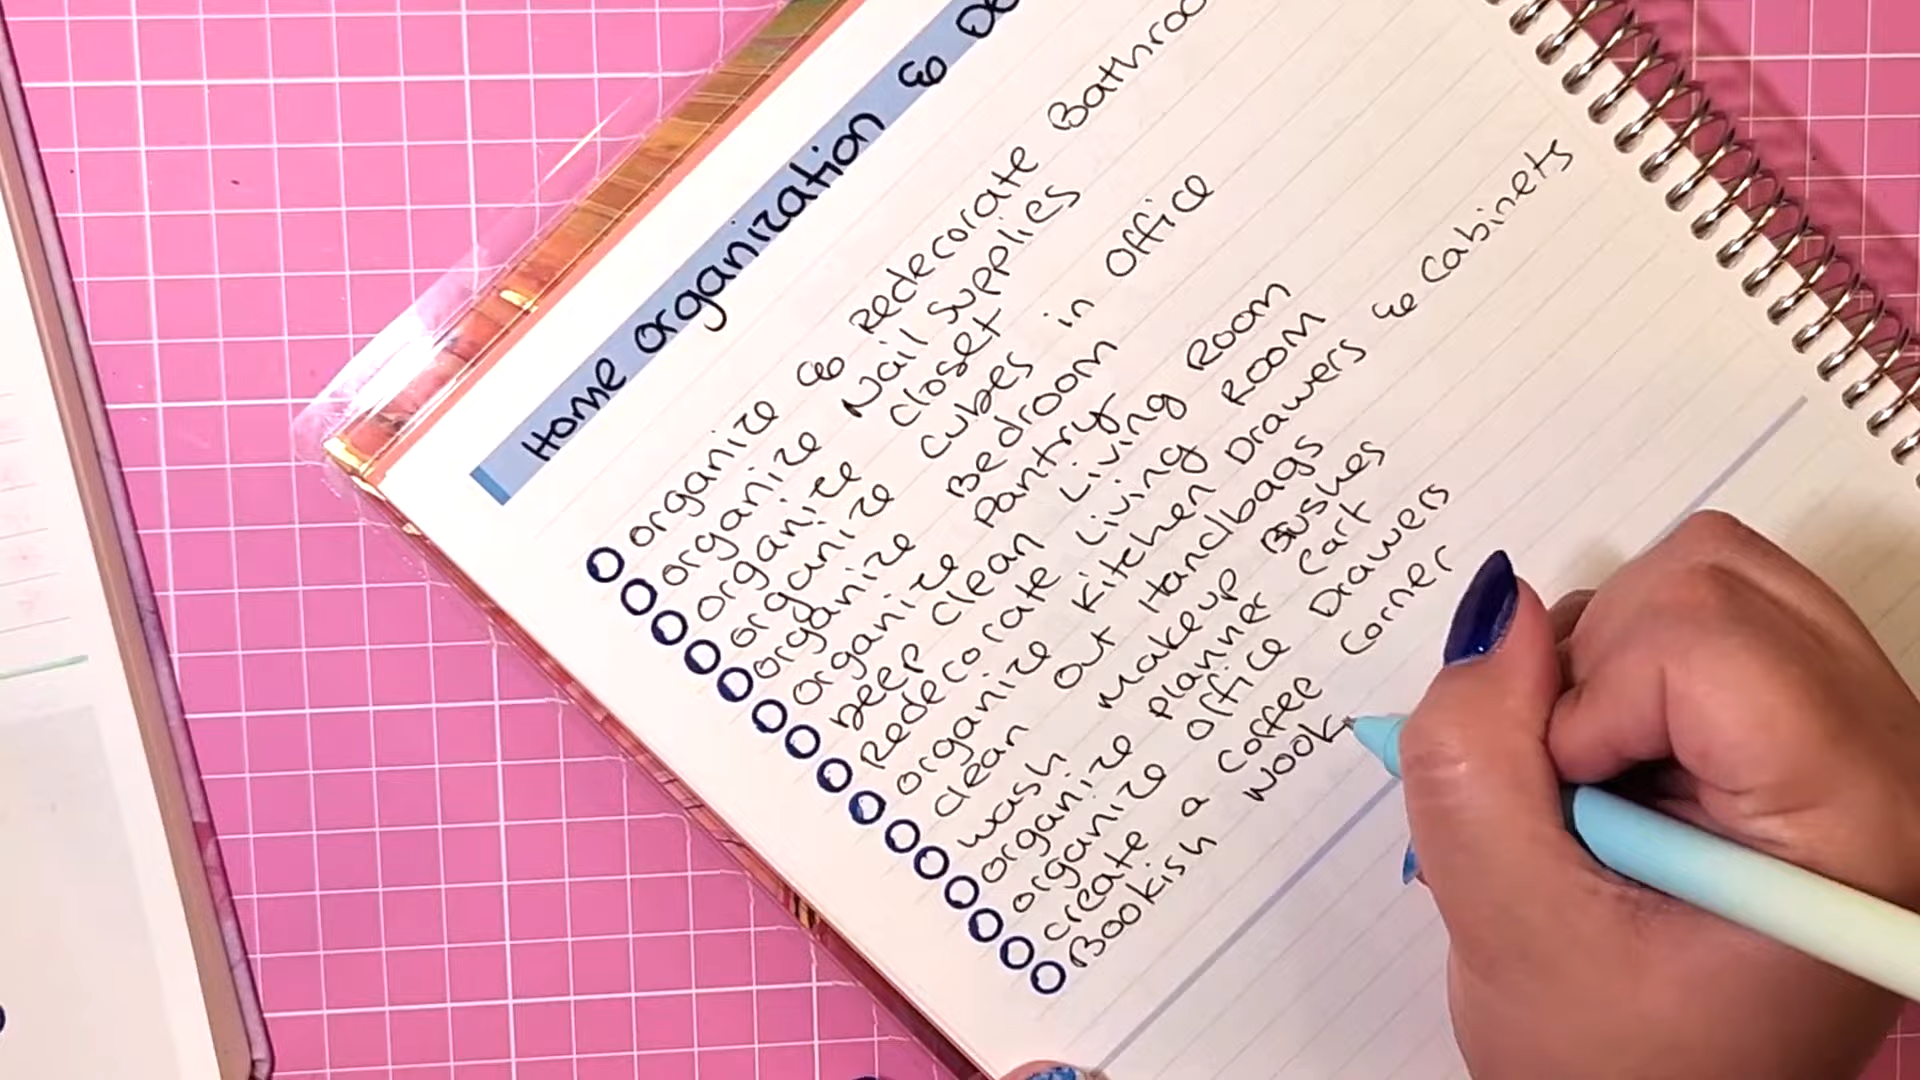 Home Organization & De
Organize & Redecorate Bathroo
Organize Nail Supplies
Organize Closet
Organize Cubes in Office
Organize Bedroom
Organize Pantry
Deep Clean Living Room
Redecorate Living Room
Organize Kitchen Drawers & Cabinets
Clean Out Handbags
Wash Makeup Bushes
Organize Planner Cart
Organize Office Drawers
Create a Coffee Corner
Bookish Nook